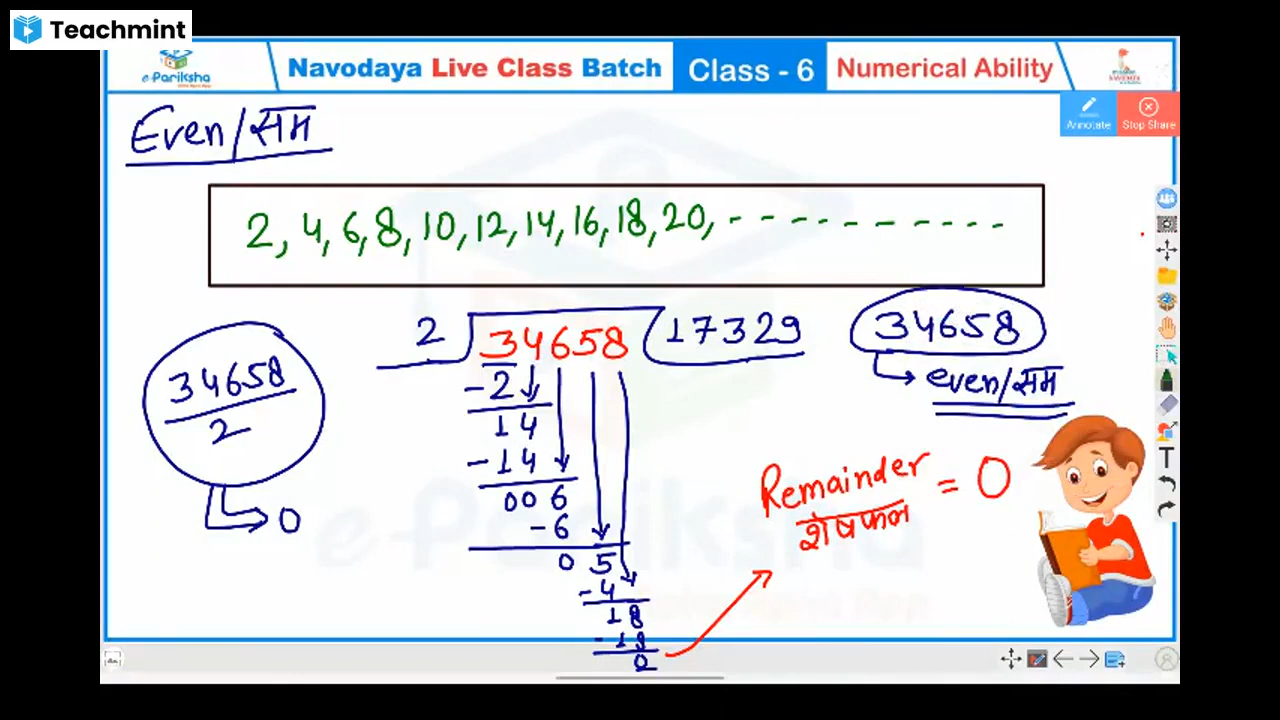 Teachmint
e-Pariksha
Navodaya Live Class Batch
Class - 6
Numerical Ability
Annotate
Stop Share
Even/सम
2, 4, 6, 8, 10, 12, 14, 16, 18, 20, - - - - - - - - - - -
2 ) 34658 ( 17329
-2
14
-14
006
-6
05
-4
18
-18
0
34658
2
→ 0
34658
→ even/सम
Remainder = 0
शेषफल
e-Pariksha